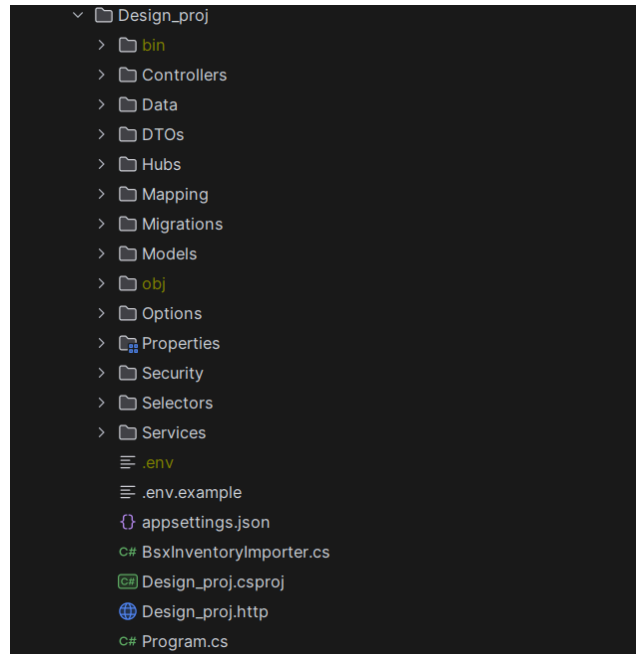 Design_proj
bin
Controllers
Data
DTOs
Hubs
Mapping
Migrations
Models
obj
Options
Properties
Security
Selectors
Services
.env
.env.example
{} appsettings.json
C# BsxInventoryImporter.cs
C# Design_proj.csproj
Design_proj.http
C# Program.cs